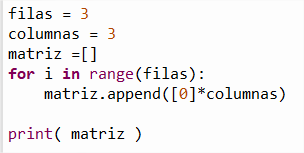 filas = 3
columnas = 3
matriz =[]
for i in range(filas):
    matriz.append([0]*columnas)

print( matriz )